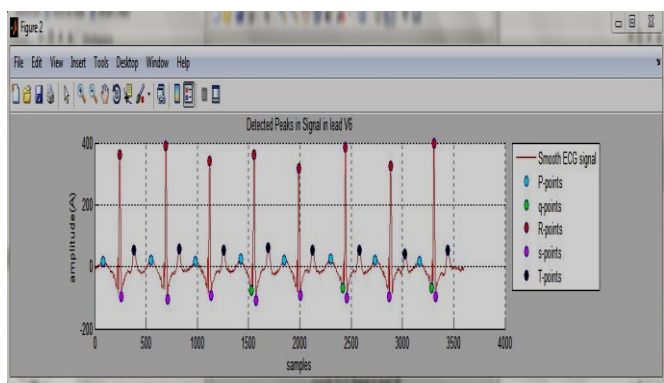 Figure 2
File Edit View Insert Tools Desktop Window Help
Detected Peaks in Signal in lead V6
400
200
0
-200
amplitude(A)
0 500 1000 1500 2000 2500 3000 3500 4000
samples
Smooth ECG signal
P-points
q-points
R-points
s-points
T-points